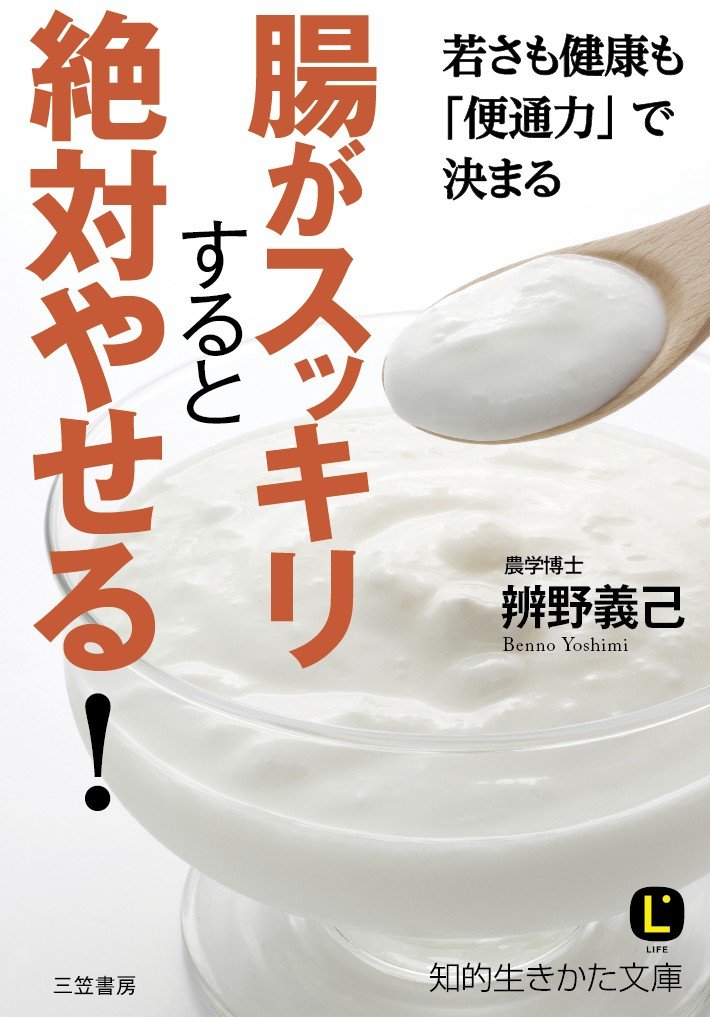 若さも健康も
「便通力」で
決まる
腸がスッキリ
すると
絶対やせる!
農学博士
辨野義己
Benno Yoshimi
L
LIFE
知的生きかた文庫
三笠書房